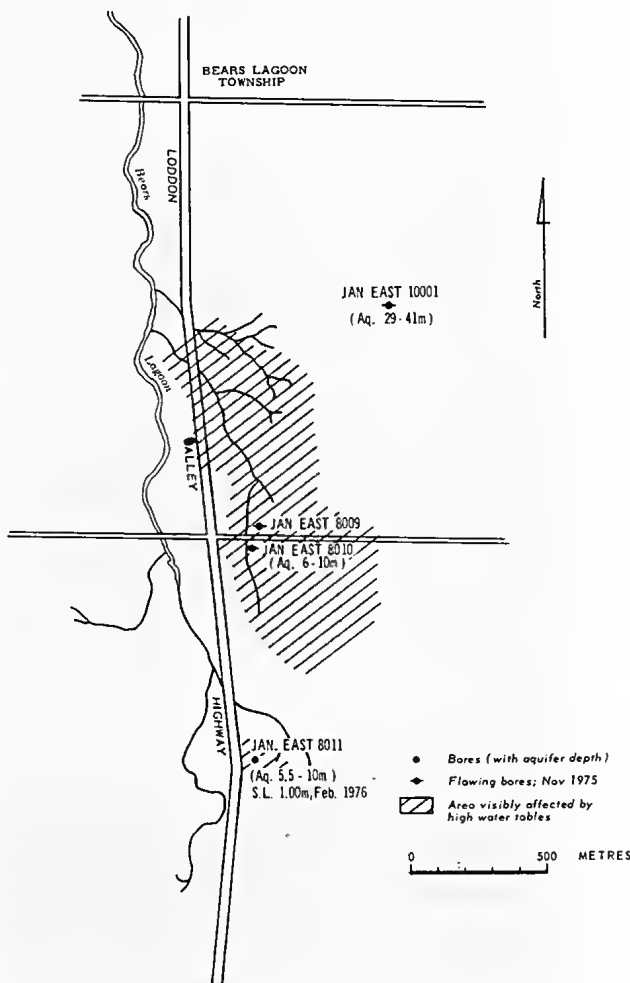 BEARS LAGOON
TOWNSHIP
LODDON
Bears
JAN EAST 10001
(Aq. 29-41m)
North
Lagoon
ALLEY
JAN EAST 8009
JAN EAST 8010
(Aq. 6-10m)
HIGHWAY
JAN. EAST 8011
(Aq. 5.5-10m)
S.L. 1.00m, Feb. 1976
Bores (with aquifer depth)
Flowing bores; Nov 1975
Area visibly affected by
high water tables
0 500 METRES